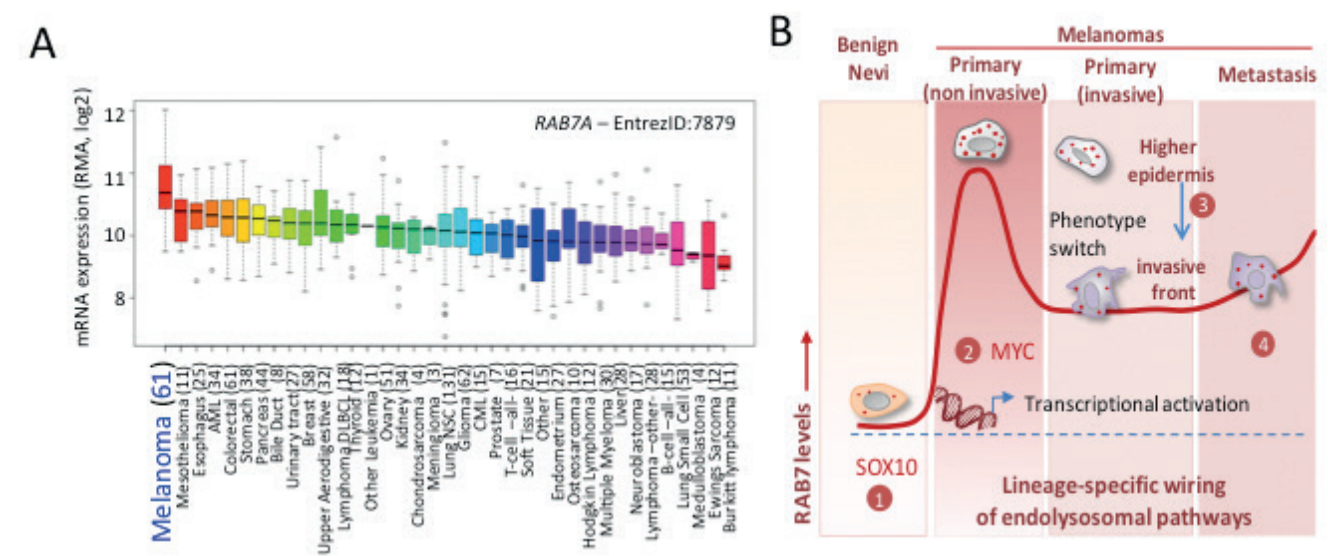 A
mRNA expression (RMA, log2)
12
11
10
9
8
RAB7A – EntrezID:7879
Melanoma (61)
Mesothelioma (11)
Esophagus (25)
AML (34)
Colorectal (61)
Stomach (38)
Pancreas (44)
Bile Duct (8)
Urinary tract(27)
Breast (58)
Upper Aerodigestive (32)
Lymphoma DLBCL (18)
Thyroid (12)
Other Leukemia (1)
Ovary (51)
Kidney (34)
Chondrosarcoma (4)
Meningioma (3)
Lung NSC (131)
Glioma (62)
CML (15)
Prostate (7)
T-cell –all- (16)
Soft Tissue (21)
Other (15)
Endometrium (27)
Osteosarcoma (10)
Hodgkin Lymphoma (12)
Multiple Myeloma (30)
Liver(28)
Neuroblastoma (17)
Lymphoma –other- (28)
B-cell –all- (15)
Lung Small Cell (53)
Medulloblastoma (4)
Ewings Sarcoma (12)
Burkitt lymphoma (11)
B
Melanomas
Benign
Nevi
Primary
(non invasive)
Primary
(invasive)
Metastasis
Higher
epidermis
3
Phenotype
switch
invasive
front
2 MYC
4
Transcriptional activation
SOX10
1
Lineage-specific wiring
of endolysosomal pathways
RAB7 levels